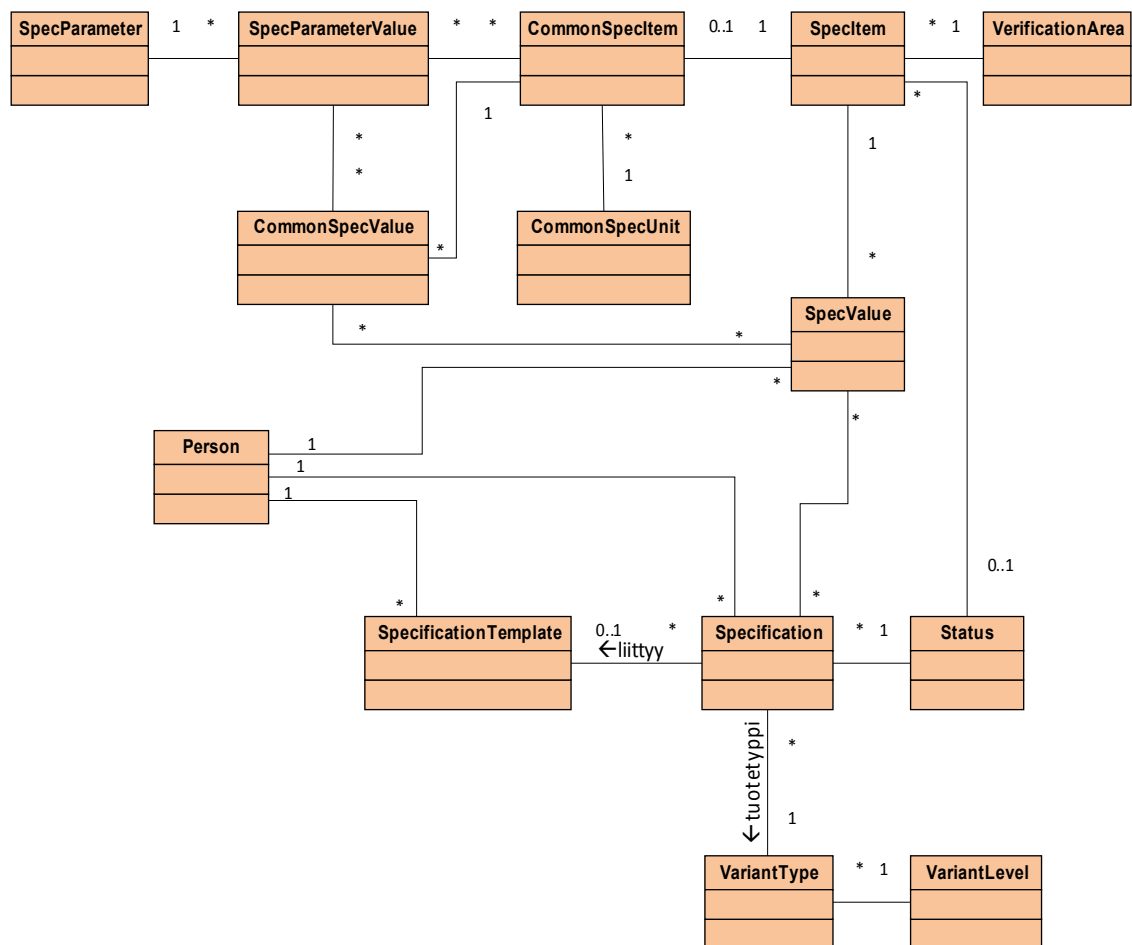 SpecParameter 1 * SpecParameterValue * * CommonSpecItem 0..1 1 SpecItem * 1 VerificationArea
1
*
*
*
1
*
1
CommonSpecValue
*
CommonSpecUnit
*
SpecValue
*
*
*
*
Person
1
1
1
0..1
*
*
*
SpecificationTemplate 0..1 * Specification * 1 Status
←liittyy
←tuotetyppi
*
1
VariantType * 1 VariantLevel